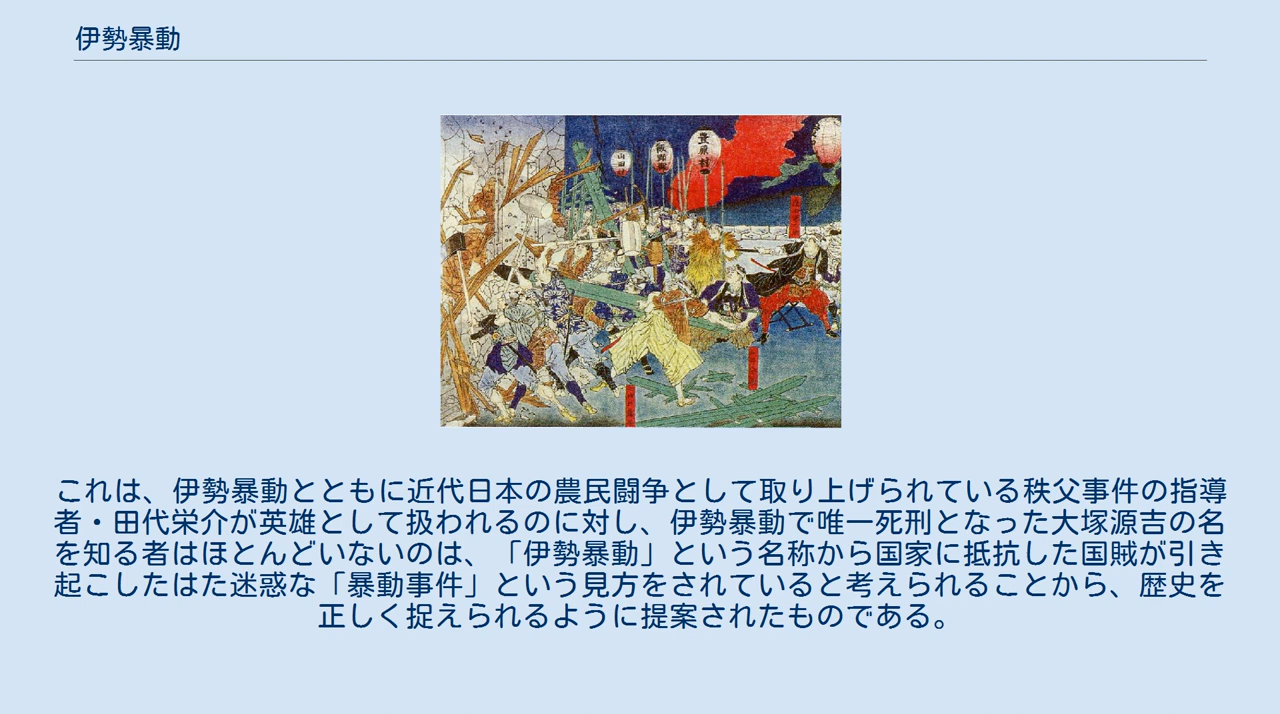 伊勢暴動
山田
飯野郡
豊原村
これは、伊勢暴動とともに近代日本の農民闘争として取り上げられている秩父事件の指導
者・田代栄介が英雄として扱われるのに対し、伊勢暴動で唯一死刑となった大塚源吉の名
を知る者はほとんどいないのは、「伊勢暴動」という名称から国家に抵抗した国賊が引き
起こしたはた迷惑な「暴動事件」という見方をされていると考えられることから、歴史を
正しく捉えられるように提案されたものである。